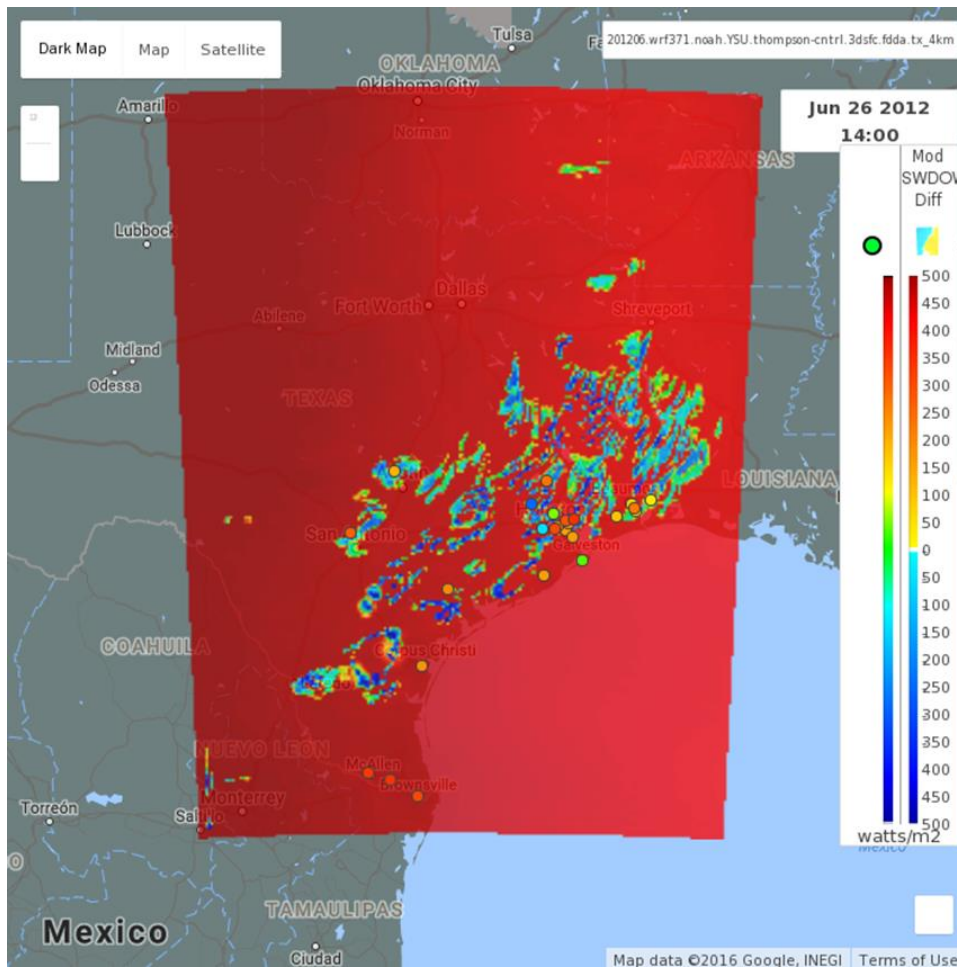 Dark Map
Map
Satellite
Tulsa
201206.wrf371.noah.YSU.thompson-cntrl.3dsfc.fdda.tx_4km
OKLAHOMA
Oklahoma City
Amarillo
Norman
Jun 26 2012
14:00
ARKANSAS
Mod
SWDOW
Diff
Lubbock
Dallas
Fort Worth
Shreveport
Abilene
Midland
Odessa
TEXAS
LOUISIANA
San Antonio
Galveston
COAHUILA
Corpus Christi
NUEVO LEÓN
McAllen
Brownsville
Torreón
Monterrey
Saltillo
500
450
400
350
300
250
200
150
100
50
0
50
100
150
200
250
300
350
400
450
500
watts/m2
Mexico
TAMAULIPAS
Mexico
Ciudad
Map data ©2016 Google, INEGI
Terms of Use